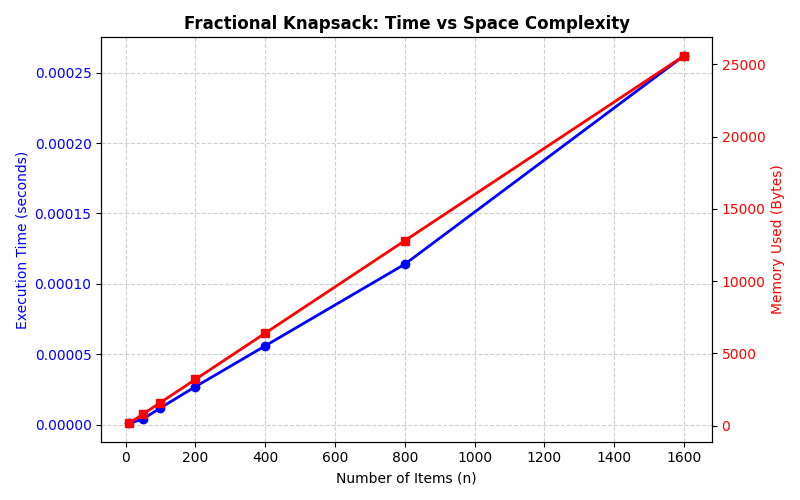 Fractional Knapsack: Time vs Space Complexity
Execution Time (seconds)
0.00025
0.00020
0.00015
0.00010
0.00005
0.00000
25000
20000
15000
10000
5000
0
Memory Used (Bytes)
0 200 400 600 800 1000 1200 1400 1600
Number of Items (n)